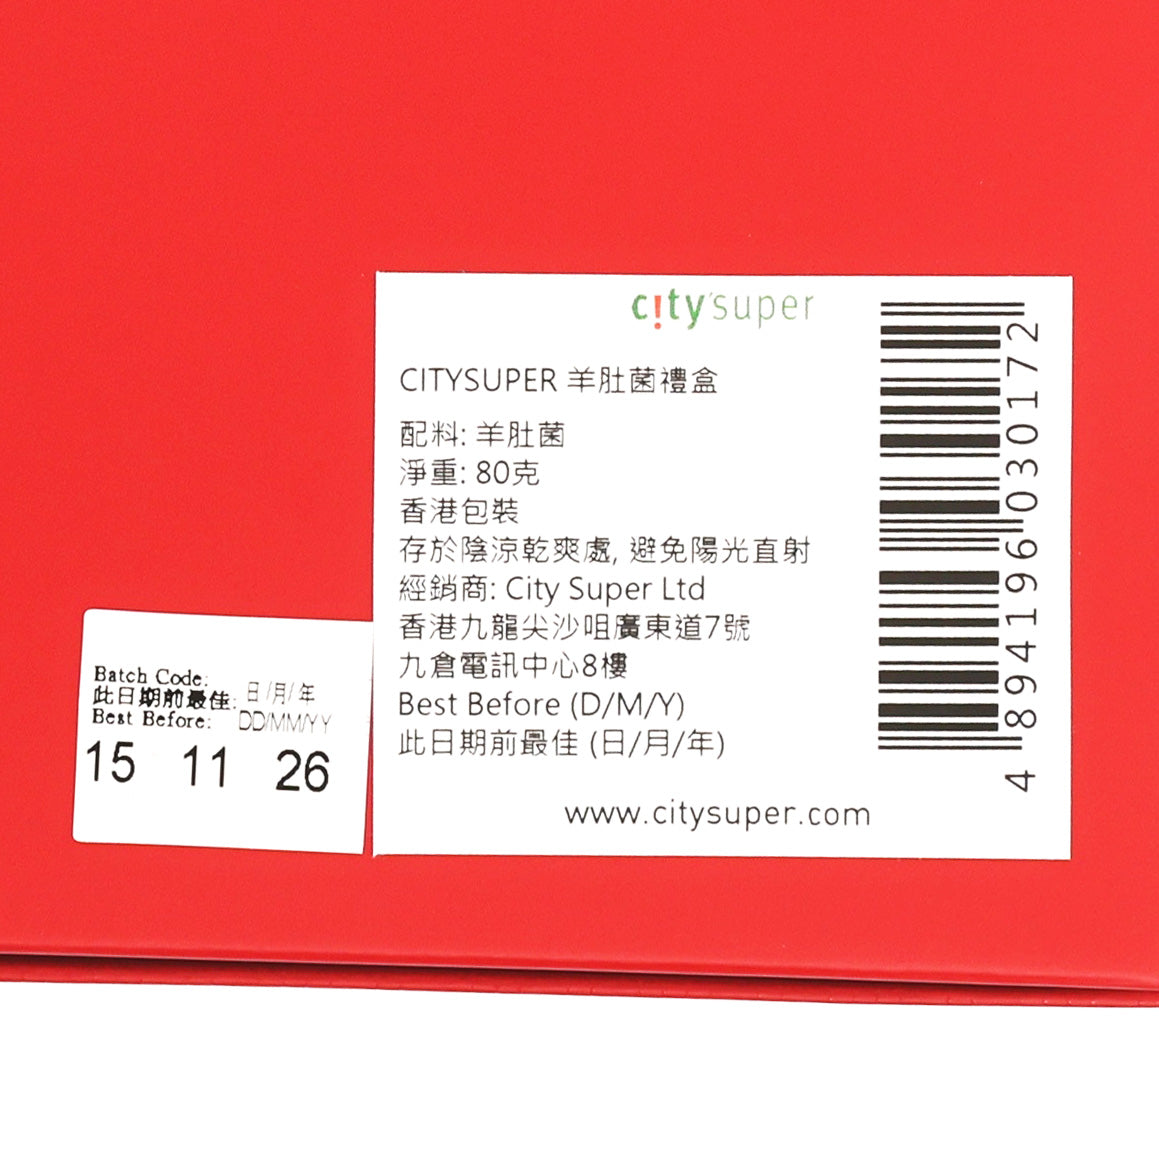 city'super
CITYSUPER 羊肚菌禮盒
配料: 羊肚菌
淨重: 80克
香港包裝
存於陰涼乾爽處, 避免陽光直射
經銷商: City Super Ltd
香港九龍尖沙咀廣東道7號
九倉電訊中心8樓
Best Before (D/M/Y)
此日期前最佳 (日/月/年)
www.citysuper.com
4 894196 030172
Batch Code:
此日期前最佳: 日/月/年
Best Before: DD/MM/YY
15 11 26